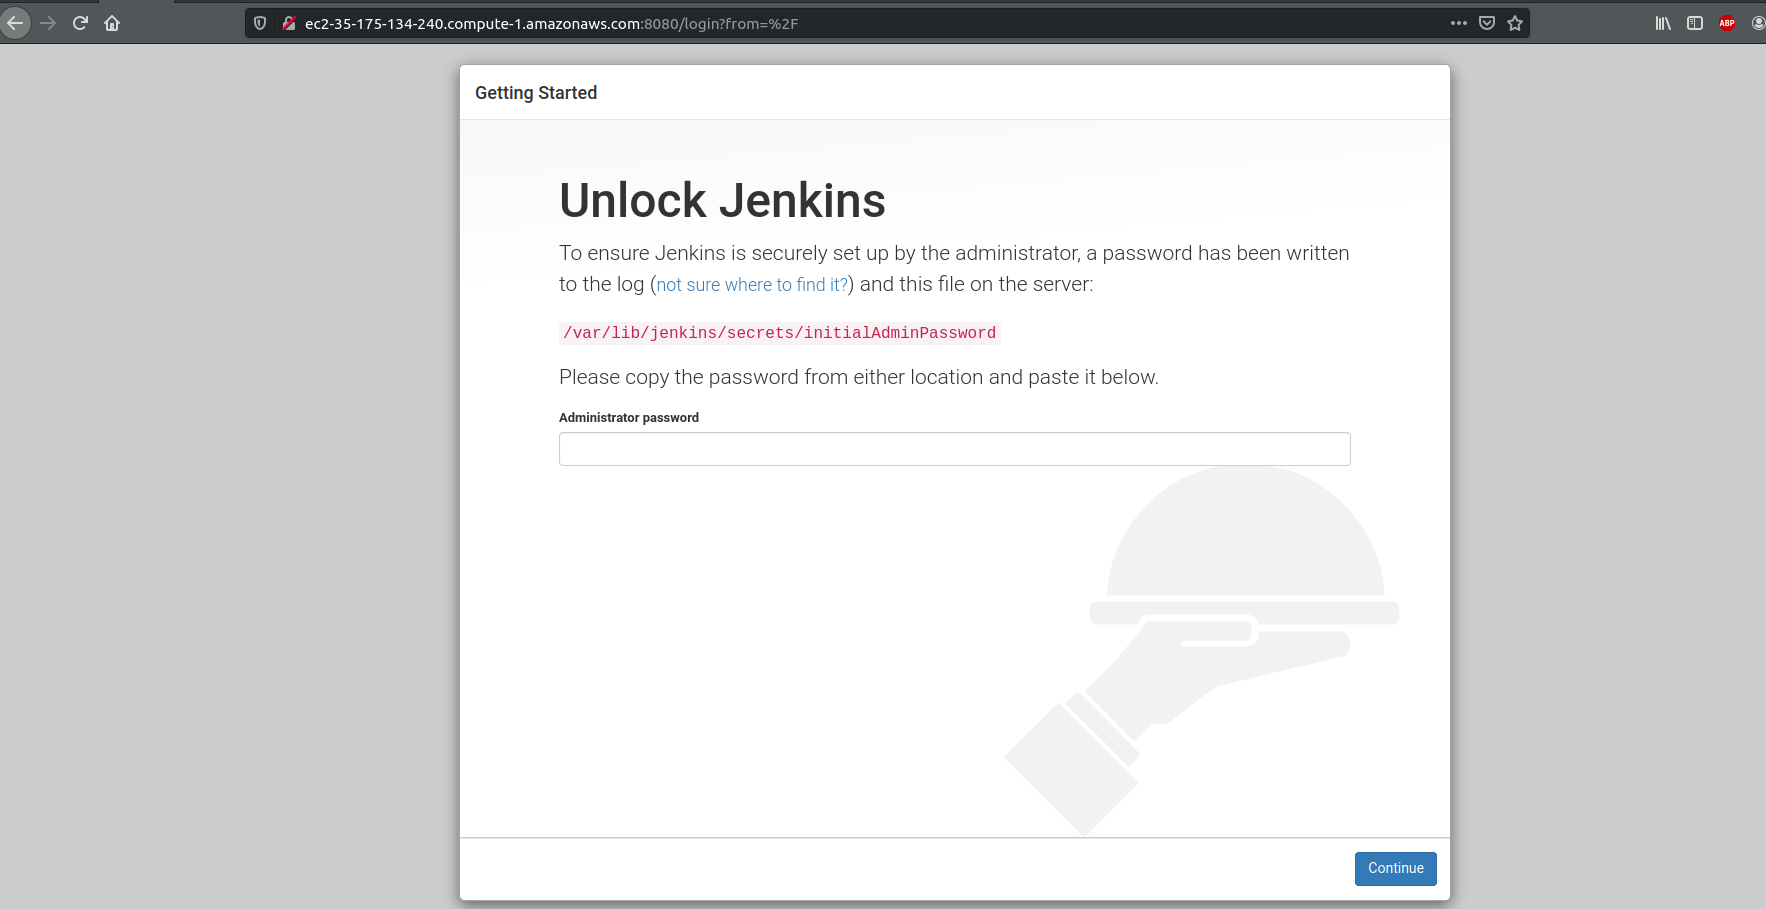 ec2-35-175-134-240.compute-1.amazonaws.com:8080/login?from=%2F
ABP
Getting Started
Unlock Jenkins
To ensure Jenkins is securely set up by the administrator, a password has been written
to the log (not sure where to find it?) and this file on the server:
/var/lib/jenkins/secrets/initialAdminPassword
Please copy the password from either location and paste it below.
Administrator password
Continue